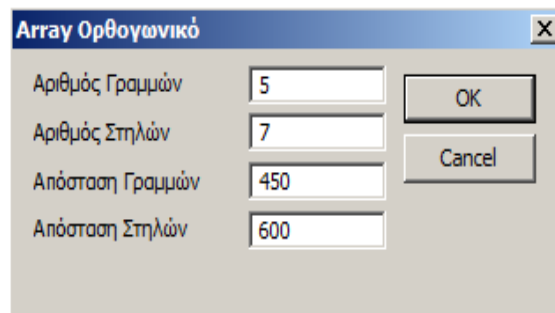 Array Ορθογωνικό
Αριθμός Γραμμών 5
Αριθμός Στηλών 7
Απόσταση Γραμμών 450
Απόσταση Στηλών 600
OK
Cancel